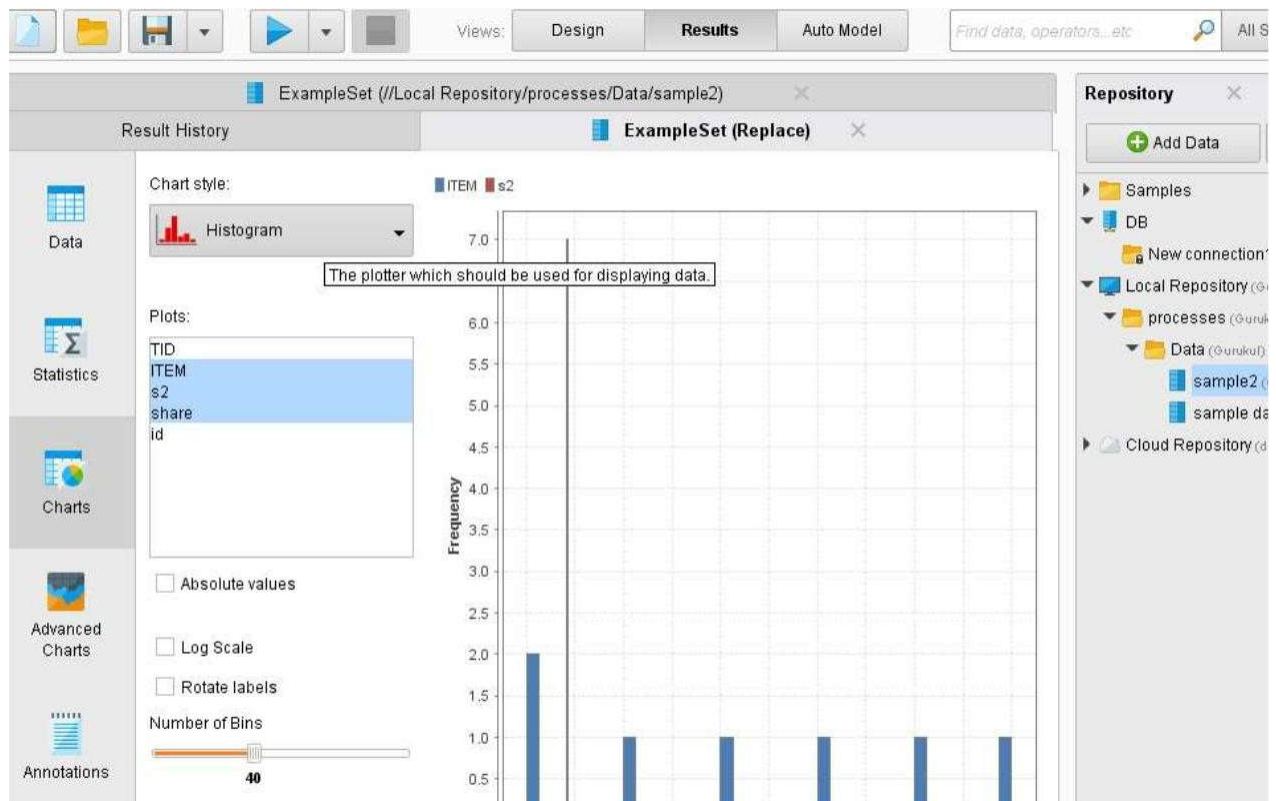 Views:
Design
Results
Auto Model
Find data, operators...etc
All S
ExampleSet (//Local Repository/processes/Data/sample2)
Result History
ExampleSet (Replace)
Data
Statistics
Charts
Advanced
Charts
Annotations
Chart style:
Histogram
The plotter which should be used for displaying data.
Plots:
TID
ITEM
s2
share
id
Absolute values
Log Scale
Rotate labels
Number of Bins
40
ITEM s2
Frequency
7.0
6.0
5.5
5.0
4.5
4.0
3.5
3.0
2.5
2.0
1.5
1.0
0.5
Repository
Add Data
Samples
DB
New connection
Local Repository
processes
Data (Gurukul)
sample2
sample da
Cloud Repository